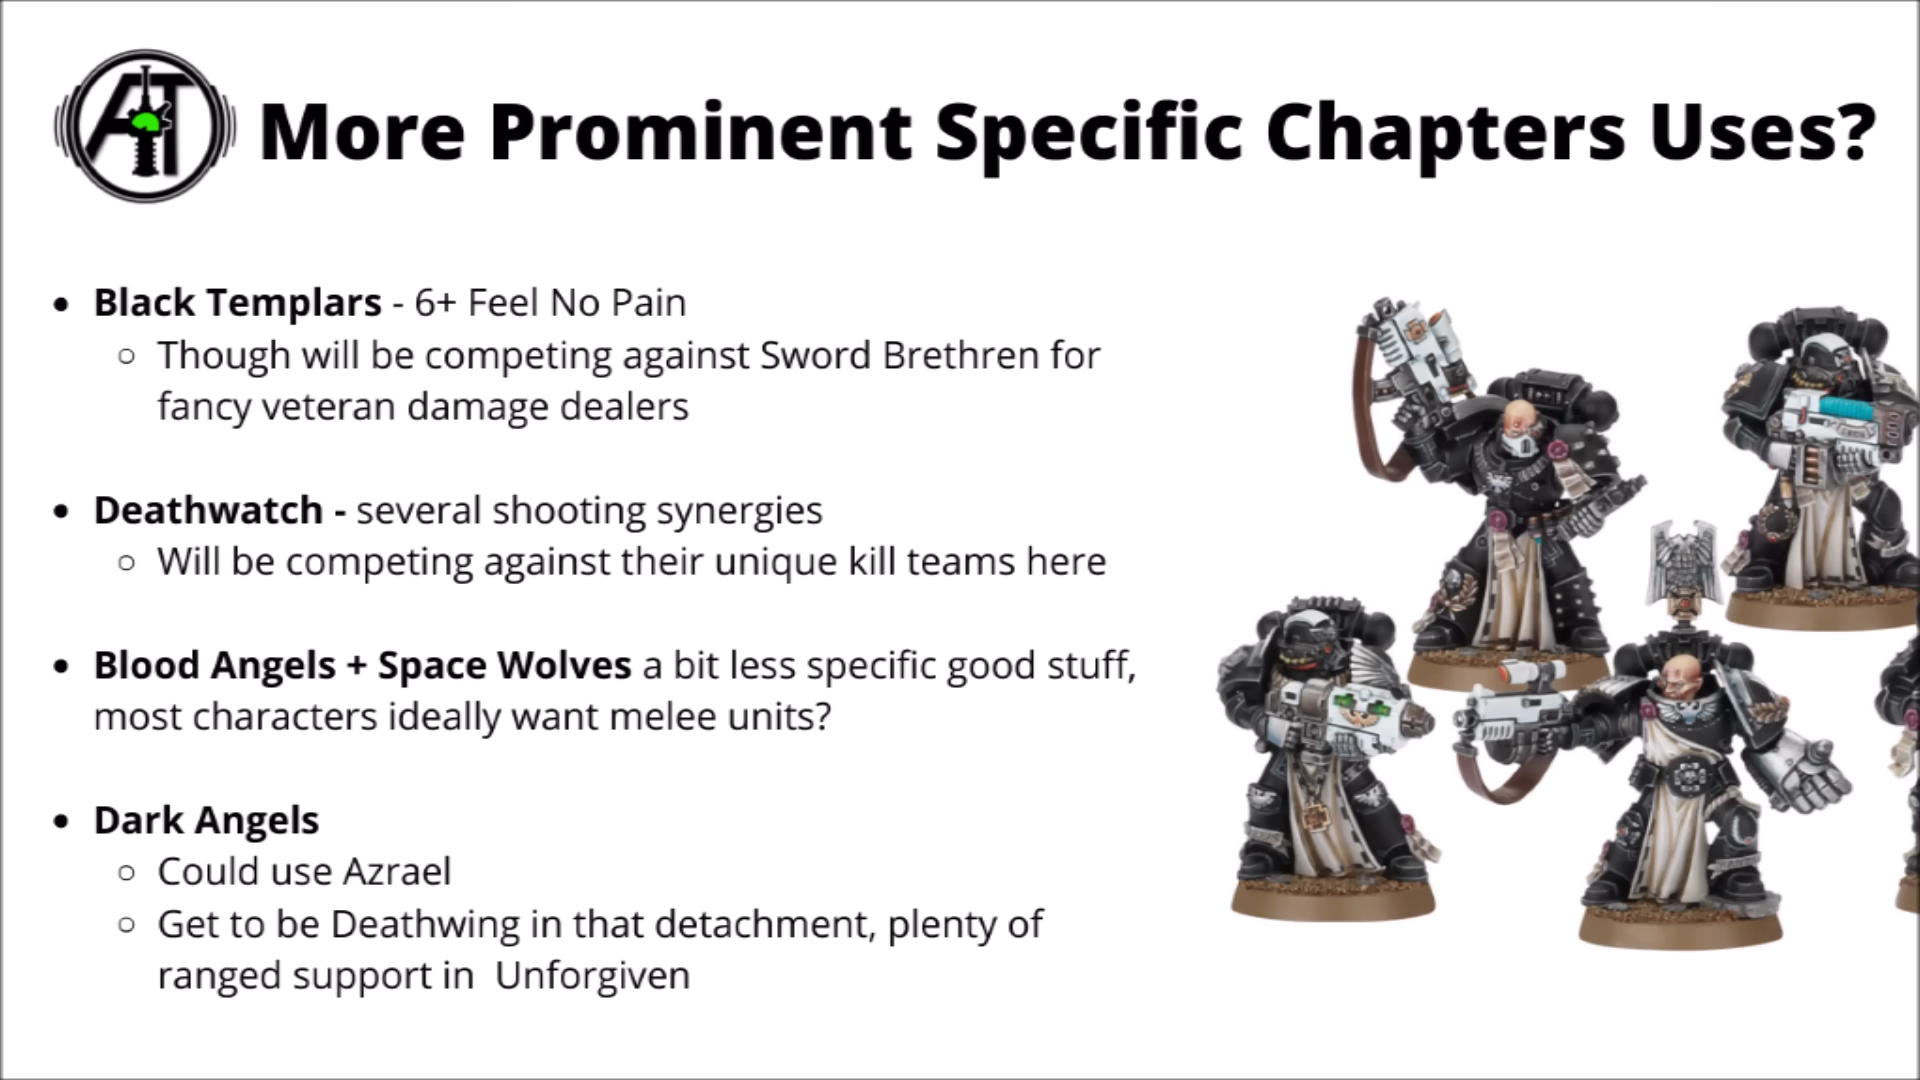 AT
More Prominent Specific Chapters Uses?
• Black Templars - 6+ Feel No Pain
○ Though will be competing against Sword Brethren for
fancy veteran damage dealers
• Deathwatch - several shooting synergies
○ Will be competing against their unique kill teams here
• Blood Angels + Space Wolves a bit less specific good stuff,
most characters ideally want melee units?
• Dark Angels
○ Could use Azrael
○ Get to be Deathwing in that detachment, plenty of
ranged support in  Unforgiven